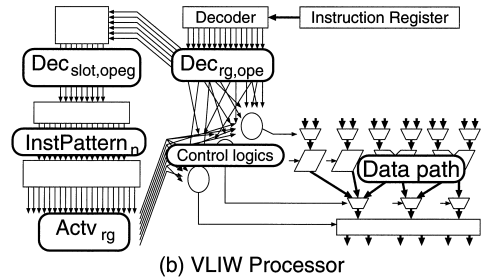 Decoder
Instruction Register
Dec slot,opeg
Dec rg,ope
InstPattern n
Control logics
Data path
Actv rg
(b) VLIW Processor